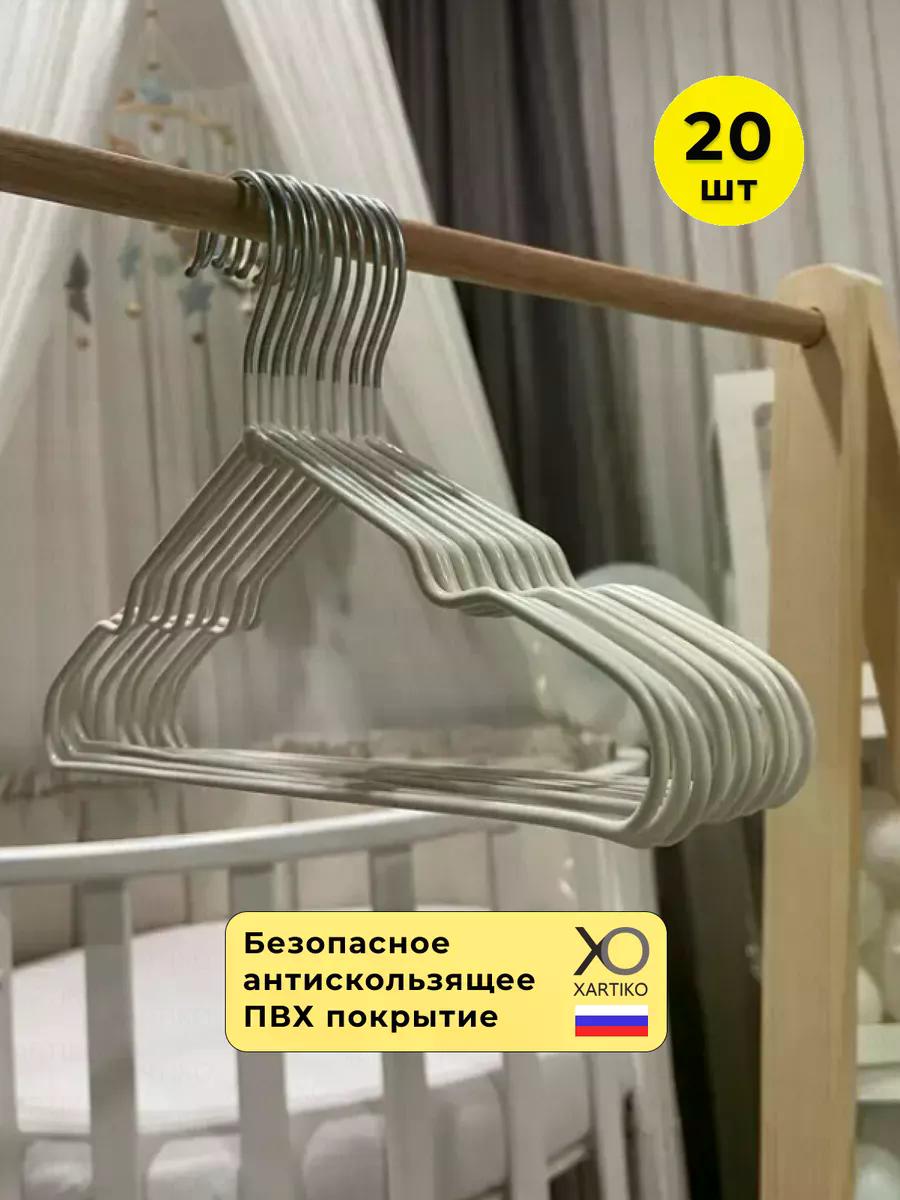 20
шт
Безопасное
антискользящее
ПВХ покрытие
XO
XARTIKO